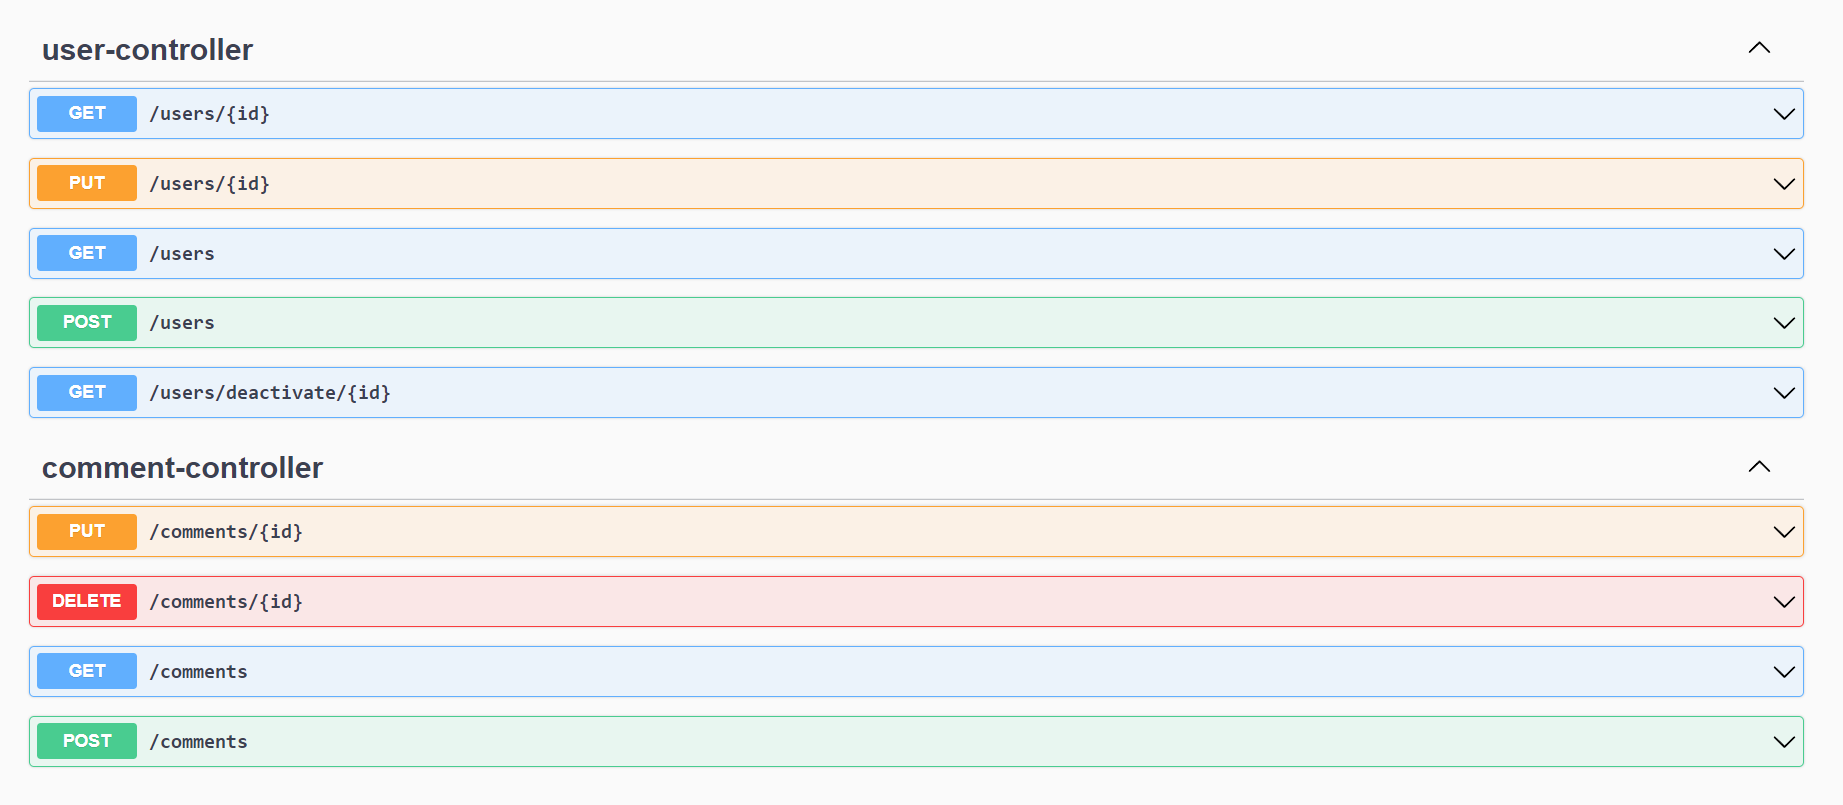 user-controller
GET /users/{id}
PUT /users/{id}
GET /users
POST /users
GET /users/deactivate/{id}
comment-controller
PUT /comments/{id}
DELETE /comments/{id}
GET /comments
POST /comments